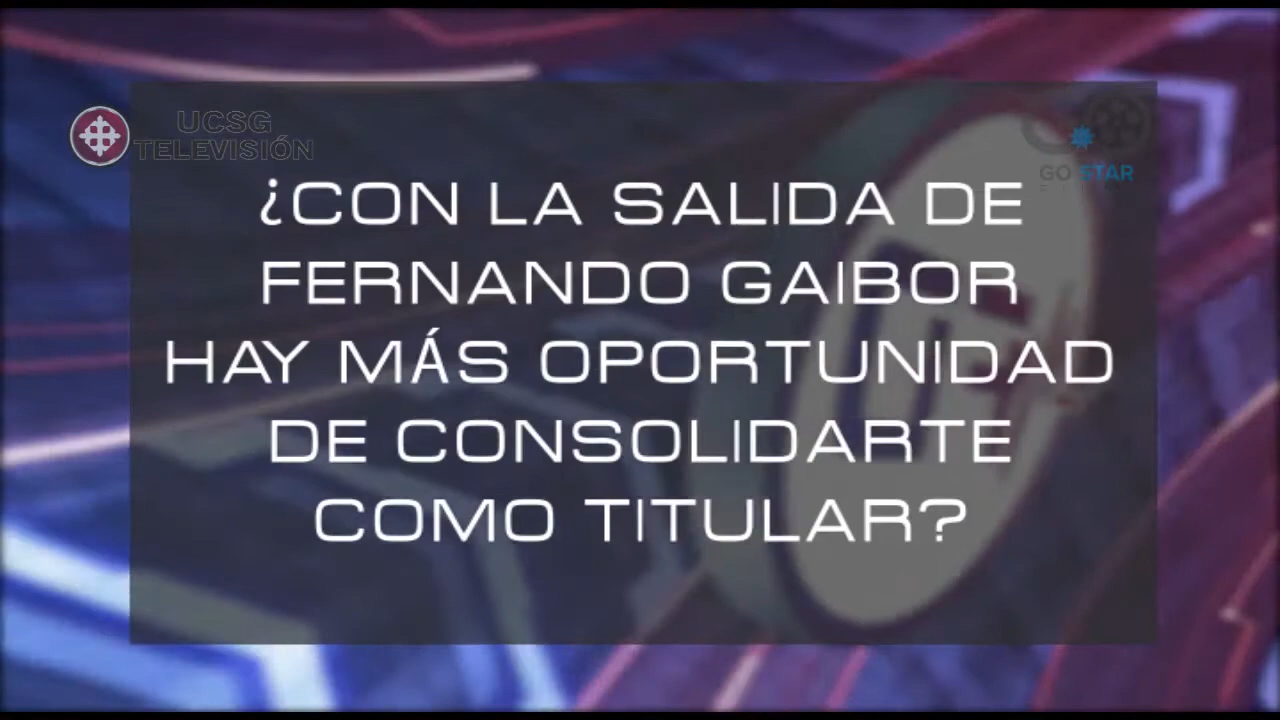 UCSG
TELEVISIÓN
GO STAR
¿CON LA SALIDA DE
FERNANDO GAIBOR
HAY MÁS OPORTUNIDAD
DE CONSOLIDARTE
COMO TITULAR?